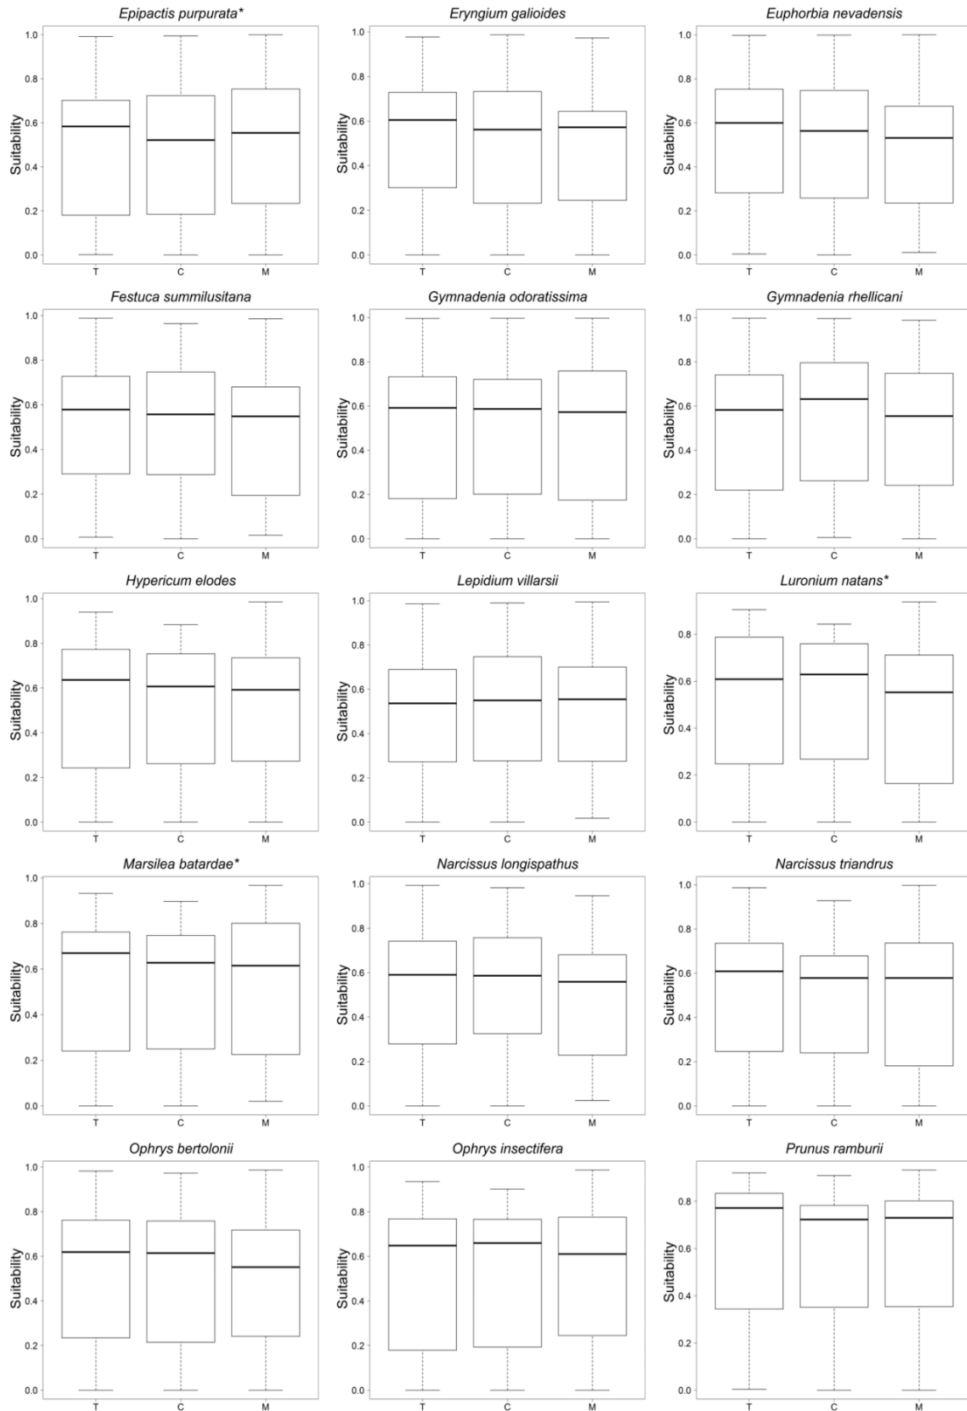 Epipactis purpurata*
Suitability
1.0
0.8
0.6
0.4
0.2
0.0
T C M
Eryngium galioides
Suitability
1.0
0.8
0.6
0.4
0.2
0.0
T C M
Euphorbia nevadensis
Suitability
1.0
0.8
0.6
0.4
0.2
0.0
T C M
Festuca summilusitana
Suitability
1.0
0.8
0.6
0.4
0.2
0.0
T C M
Gymnadenia odoratissima
Suitability
1.0
0.8
0.6
0.4
0.2
0.0
T C M
Gymnadenia rhellicani
Suitability
1.0
0.8
0.6
0.4
0.2
0.0
T C M
Hypericum elodes
Suitability
1.0
0.8
0.6
0.4
0.2
0.0
T C M
Lepidium villarsii
Suitability
1.0
0.8
0.6
0.4
0.2
0.0
T C M
Luronium natans*
Suitability
0.8
0.6
0.4
0.2
0.0
T C M
Marsilea batardae*
Suitability
1.0
0.8
0.6
0.4
0.2
0.0
T C M
Narcissus longispathus
Suitability
1.0
0.8
0.6
0.4
0.2
0.0
T C M
Narcissus triandrus
Suitability
1.0
0.8
0.6
0.4
0.2
0.0
T C M
Ophrys bertolonii
Suitability
1.0
0.8
0.6
0.4
0.2
0.0
T C M
Ophrys insectifera
Suitability
1.0
0.8
0.6
0.4
0.2
0.0
T C M
Prunus ramburii
Suitability
0.8
0.6
0.4
0.2
0.0
T C M